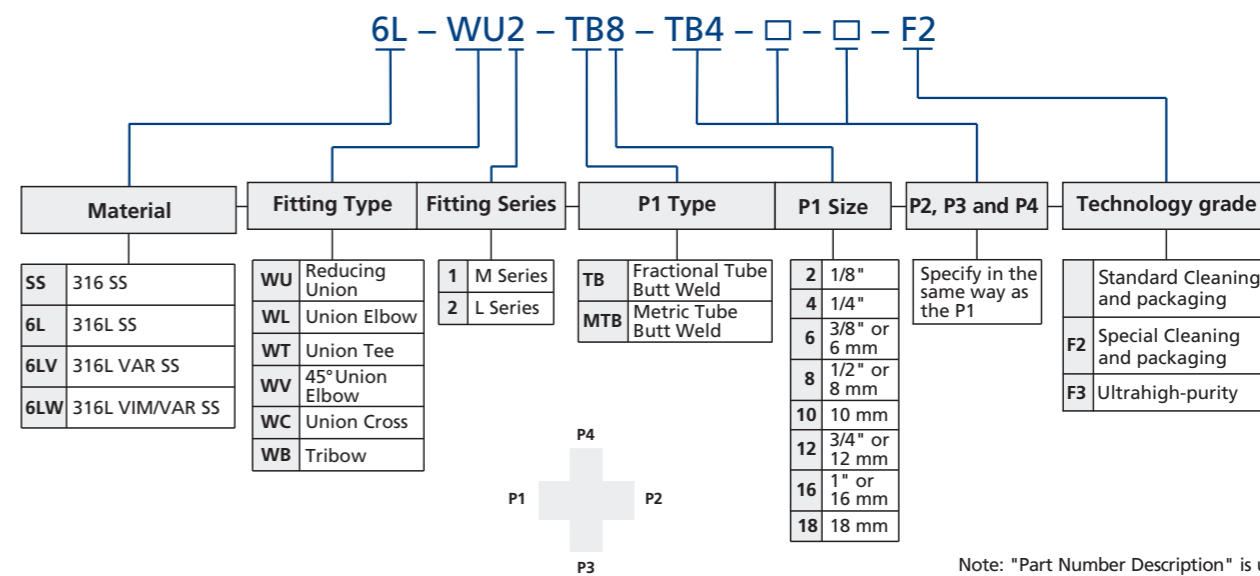 6L – WU2 – TB8 – TB4 – □ – □ – F2
Material
Fitting Type
Fitting Series
P1 Type
P1 Size
P2, P3 and P4
Technology grade
SS 316 SS
6L 316L SS
6LV 316L VAR SS
6LW 316L VIM/VAR SS
WU Reducing
Union
WL Union Elbow
WT Union Tee
WV 45°Union
Elbow
WC Union Cross
WB Tribow
1 M Series
2 L Series
TB Fractional Tube
Butt Weld
MTB Metric Tube
Butt Weld
2 1/8"
4 1/4"
6 3/8" or
6 mm
8 1/2" or
8 mm
10 10 mm
12 3/4" or
12 mm
16 1" or
16 mm
18 18 mm
Specify in the
same way as
the P1
Standard Cleaning
and packaging
F2 Special Cleaning
and packaging
F3 Ultrahigh-purity
P4
P1
P2
P3
Note: "Part Number Description" is